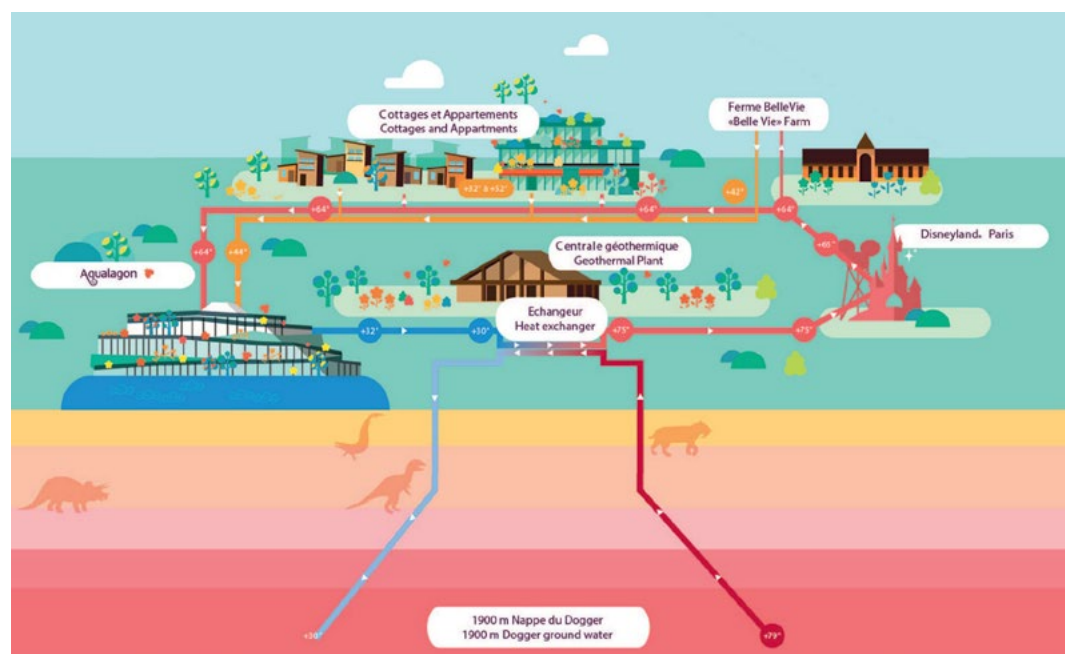 Cottages et Appartements
Cottages and Appartments
Ferme BelleVie
«Belle Vie» Farm
+42°
+64°
+64°
+64°
Disneyland® Paris
+65°
Centrale géothermique
Geothermal Plant
+64°
+44°
Aqualagon
Echangeur
Heat exchanger
+32°
+30°
+75°
+75°
1900 m Nappe du Dogger
1900 m Dogger ground water
+30°
+79°